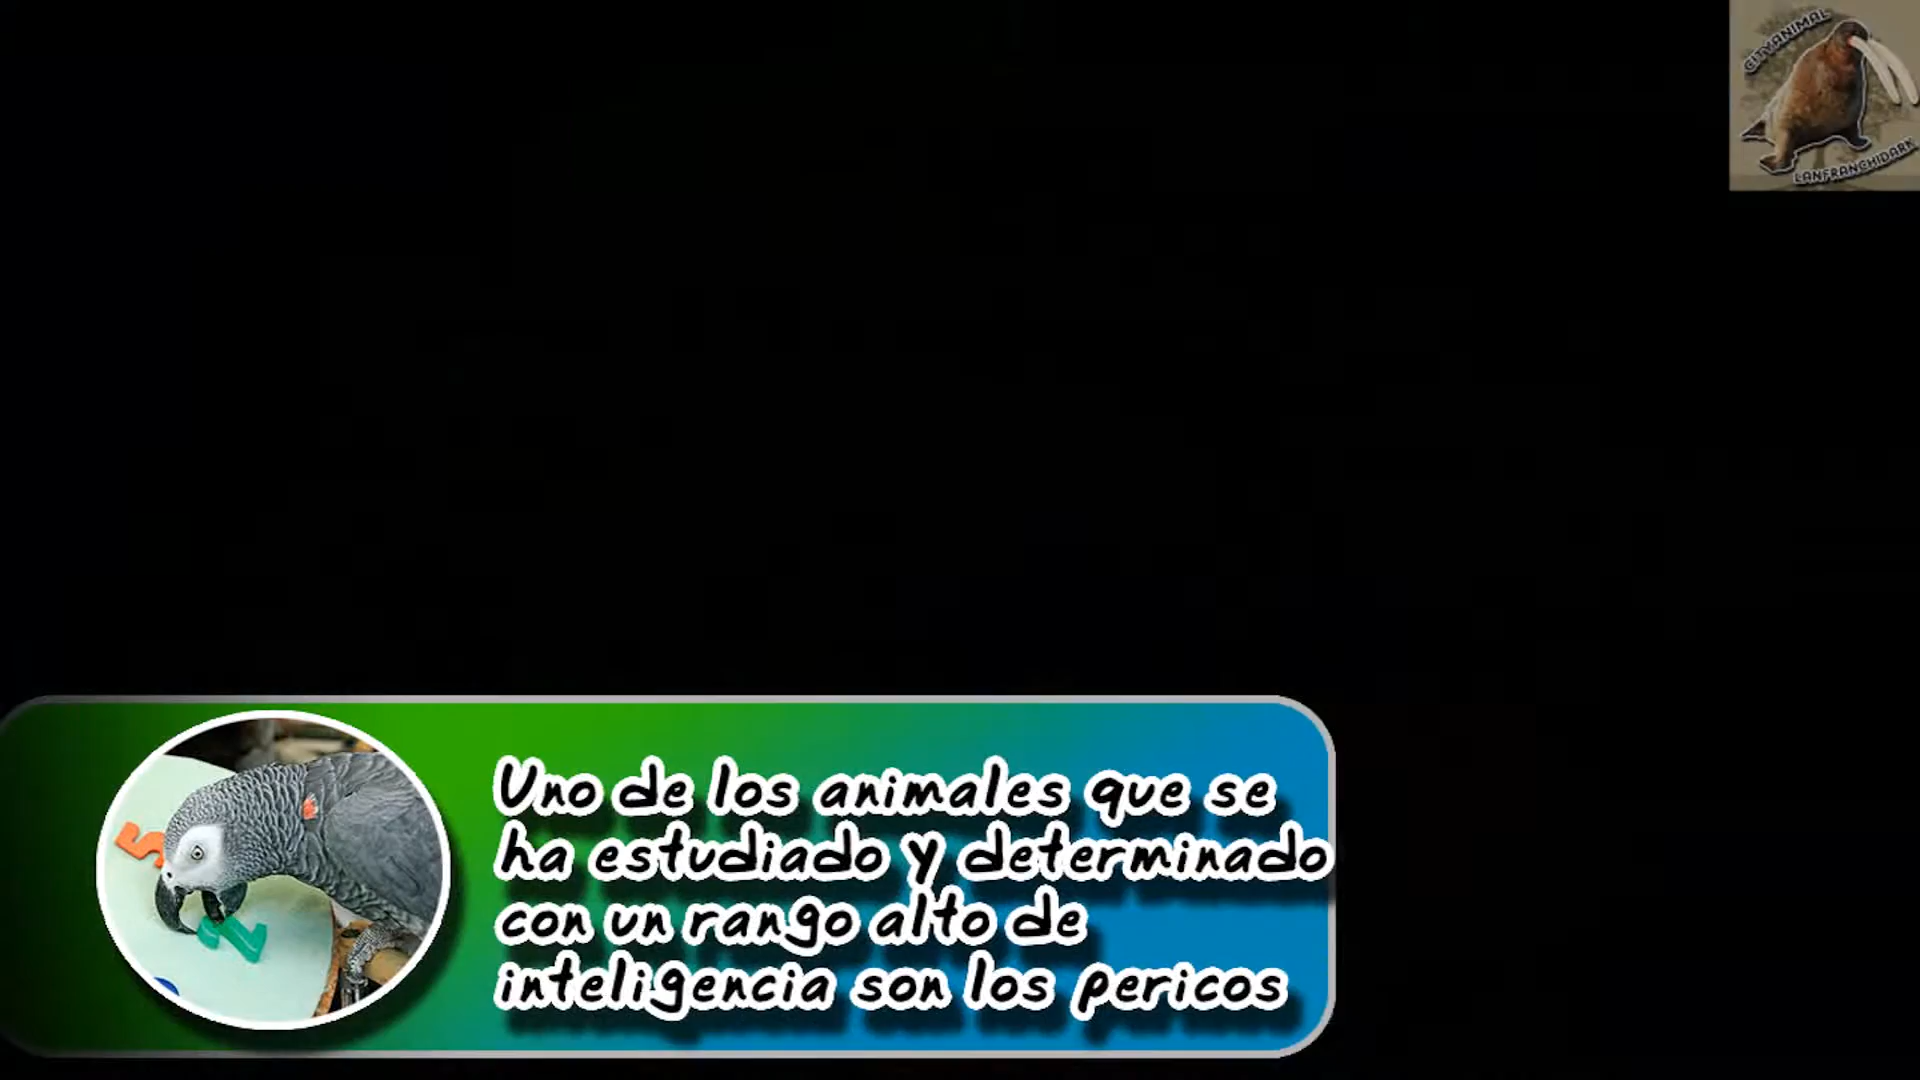 CITYANIMAL
LANFRANCHIDARK
Uno de los animales que se
ha estudiado y determinado
con un rango alto de
inteligencia son los pericos